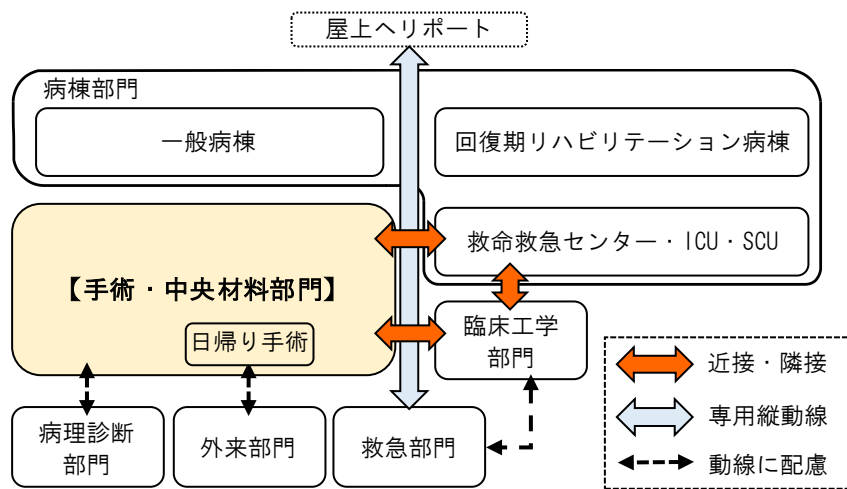 屋上ヘリポート
病棟部門
一般病棟
回復期リハビリテーション病棟
救命救急センター・ICU・SCU
【手術・中央材料部門】
日帰り手術
臨床工学
部門
病理診断
部門
外来部門
救急部門
近接・隣接
専用縦動線
動線に配慮